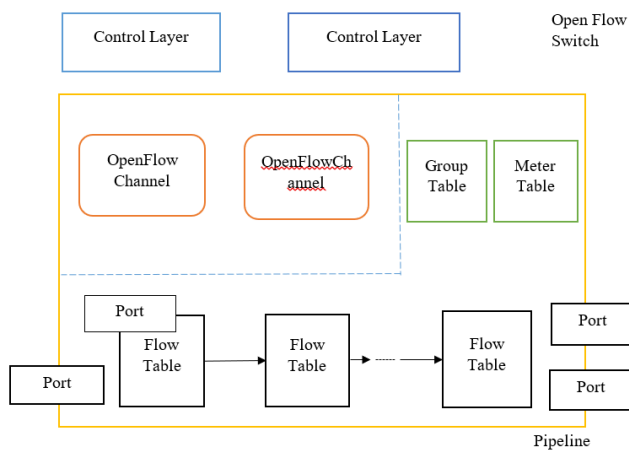 Control Layer
Control Layer
Open Flow
Switch
OpenFlow
Channel
OpenFlowCh
annel
Group
Table
Meter
Table
Port
Flow
Table
Flow
Table
Flow
Table
Port
Port
Port
Pipeline